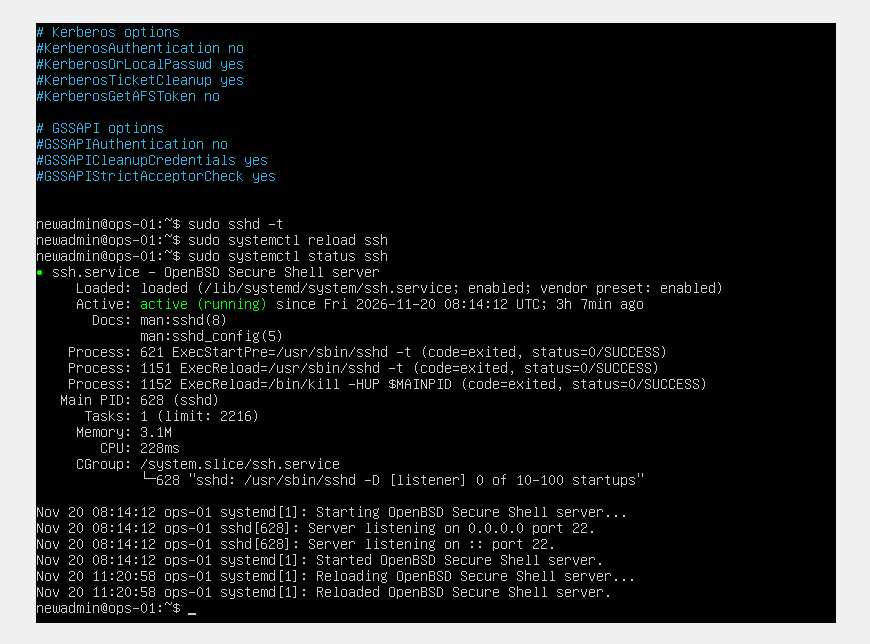 # Kerberos options
#KerberosAuthentication no
#KerberosOrLocalPasswd yes
#KerberosTicketCleanup yes
#KerberosGetAFSToken no

# GSSAPI options
#GSSAPIAuthentication no
#GSSAPICleanupCredentials yes
#GSSAPIStrictAcceptorCheck yes

newadmin@ops-01:~$ sudo sshd -t
newadmin@ops-01:~$ sudo systemctl reload ssh
newadmin@ops-01:~$ sudo systemctl status ssh
● ssh.service - OpenBSD Secure Shell server
     Loaded: loaded (/lib/systemd/system/ssh.service; enabled; vendor preset: enabled)
     Active: active (running) since Fri 2026-11-20 08:14:12 UTC; 3h 7min ago
       Docs: man:sshd(8)
             man:sshd_config(5)
    Process: 621 ExecStartPre=/usr/sbin/sshd -t (code=exited, status=0/SUCCESS)
    Process: 1151 ExecReload=/usr/sbin/sshd -t (code=exited, status=0/SUCCESS)
    Process: 1152 ExecReload=/bin/kill -HUP $MAINPID (code=exited, status=0/SUCCESS)
   Main PID: 628 (sshd)
      Tasks: 1 (limit: 2216)
     Memory: 3.1M
        CPU: 228ms
     CGroup: /system.slice/ssh.service
             └─628 "sshd: /usr/sbin/sshd -D [listener] 0 of 10-100 startups"

Nov 20 08:14:12 ops-01 systemd[1]: Starting OpenBSD Secure Shell server...
Nov 20 08:14:12 ops-01 sshd[628]: Server listening on 0.0.0.0 port 22.
Nov 20 08:14:12 ops-01 sshd[628]: Server listening on :: port 22.
Nov 20 08:14:12 ops-01 systemd[1]: Started OpenBSD Secure Shell server.
Nov 20 11:20:58 ops-01 systemd[1]: Reloading OpenBSD Secure Shell server...
Nov 20 11:20:58 ops-01 systemd[1]: Reloaded OpenBSD Secure Shell server.
newadmin@ops-01:~$ _